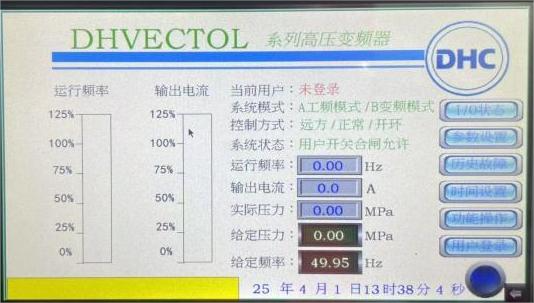 DHVECTOL 系列高压变频器
DHC
运行频率 输出电流
125% 125%
100% 100%
75% 75%
50% 50%
25% 25%
0% 0%
当前用户：未登录
系统模式：A工频模式/B变频模式
控制方式：远方/正常/开环
系统状态：用户开关合闸允许
运行频率：0.00 Hz
输出电流：0.0 A
实际压力：0.00 MPa
给定压力：0.00 MPa
给定频率：49.95 Hz
I/O状态
参数设置
历史故障
时间设置
功能操作
用户登录
25 年 4 月 1 日13时38分 4 秒